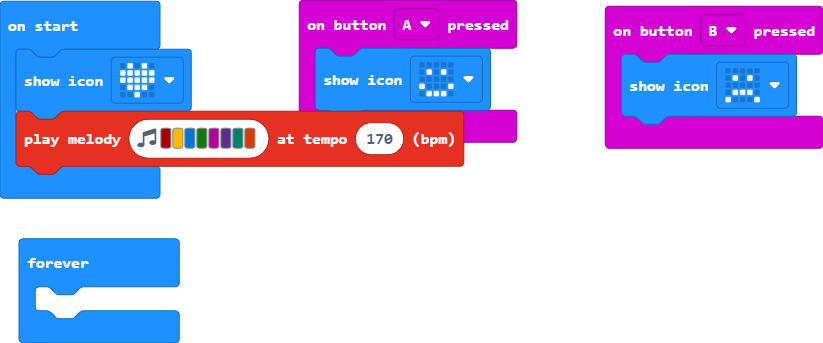 on start
show icon
play melody at tempo 170 (bpm)
on button A pressed
show icon
on button B pressed
show icon
forever